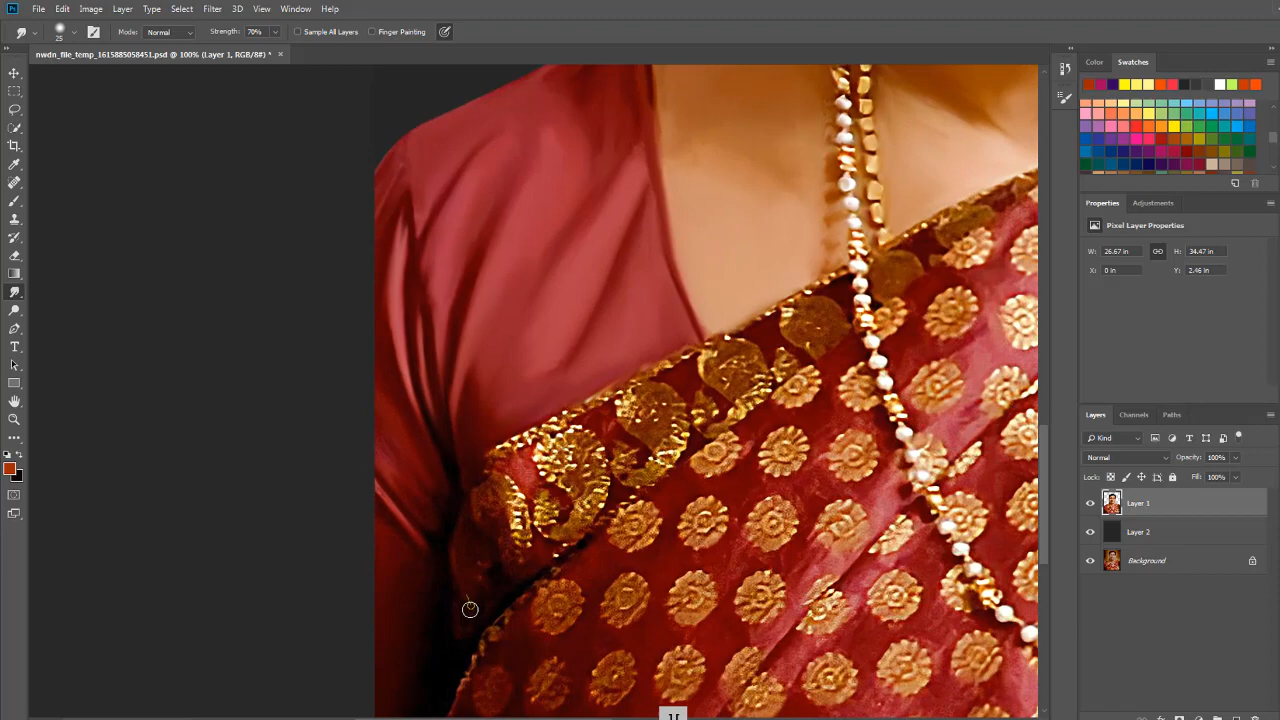 Ps File Edit Image Layer Type Select Filter 3D View Window Help
25 Mode: Normal Strength: 70% Sample All Layers Finger Painting
nwdn_file_temp_1615885058451.psd @ 100% (Layer 1, RGB/8#) *
Color Swatches
Properties Adjustments
Pixel Layer Properties
W: 26.67 in H: 34.47 in
X: 0 in Y: 2.46 in
Layers Channels Paths
Kind
Normal Opacity: 100%
Lock: Fill: 100%
Layer 1
Layer 2
Background